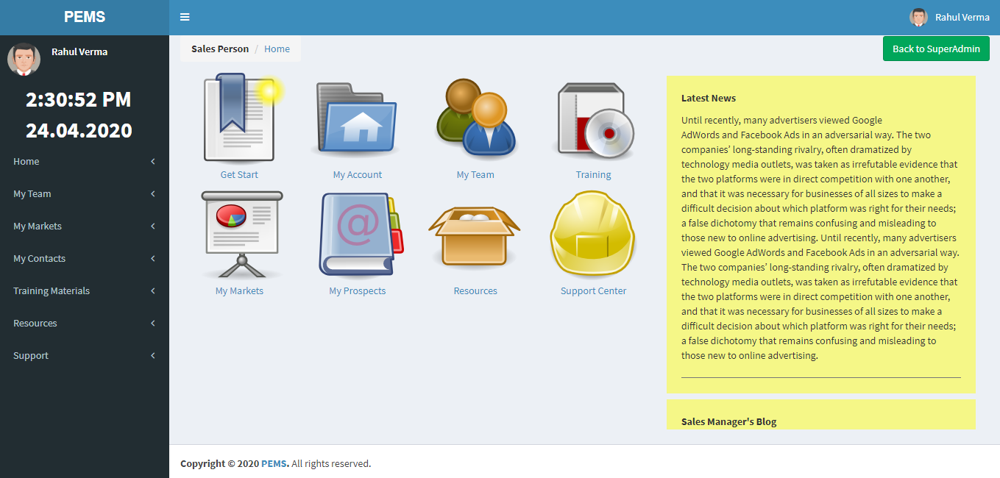 PEMS
Rahul Verma
Rahul Verma
2:30:52 PM
24.04.2020
Home
My Team
My Markets
My Contacts
Training Materials
Resources
Support
Sales Person / Home
Back to SuperAdmin
Get Start
My Account
My Team
Training
My Markets
@
My Prospects
Resources
Support Center
Latest News
Until recently, many advertisers viewed Google
AdWords and Facebook Ads in an adversarial way. The two
companies’ long-standing rivalry, often dramatized by
technology media outlets, was taken as irrefutable evidence that
the two platforms were in direct competition with one another,
and that it was necessary for businesses of all sizes to make a
difficult decision about which platform was right for their needs;
a false dichotomy that remains confusing and misleading to
those new to online advertising. Until recently, many advertisers
viewed Google AdWords and Facebook Ads in an adversarial way.
The two companies’ long-standing rivalry, often dramatized by
technology media outlets, was taken as irrefutable evidence that
the two platforms were in direct competition with one another,
and that it was necessary for businesses of all sizes to make a
difficult decision about which platform was right for their needs;
a false dichotomy that remains confusing and misleading to
those new to online advertising.
Sales Manager's Blog
Copyright © 2020 PEMS. All rights reserved.